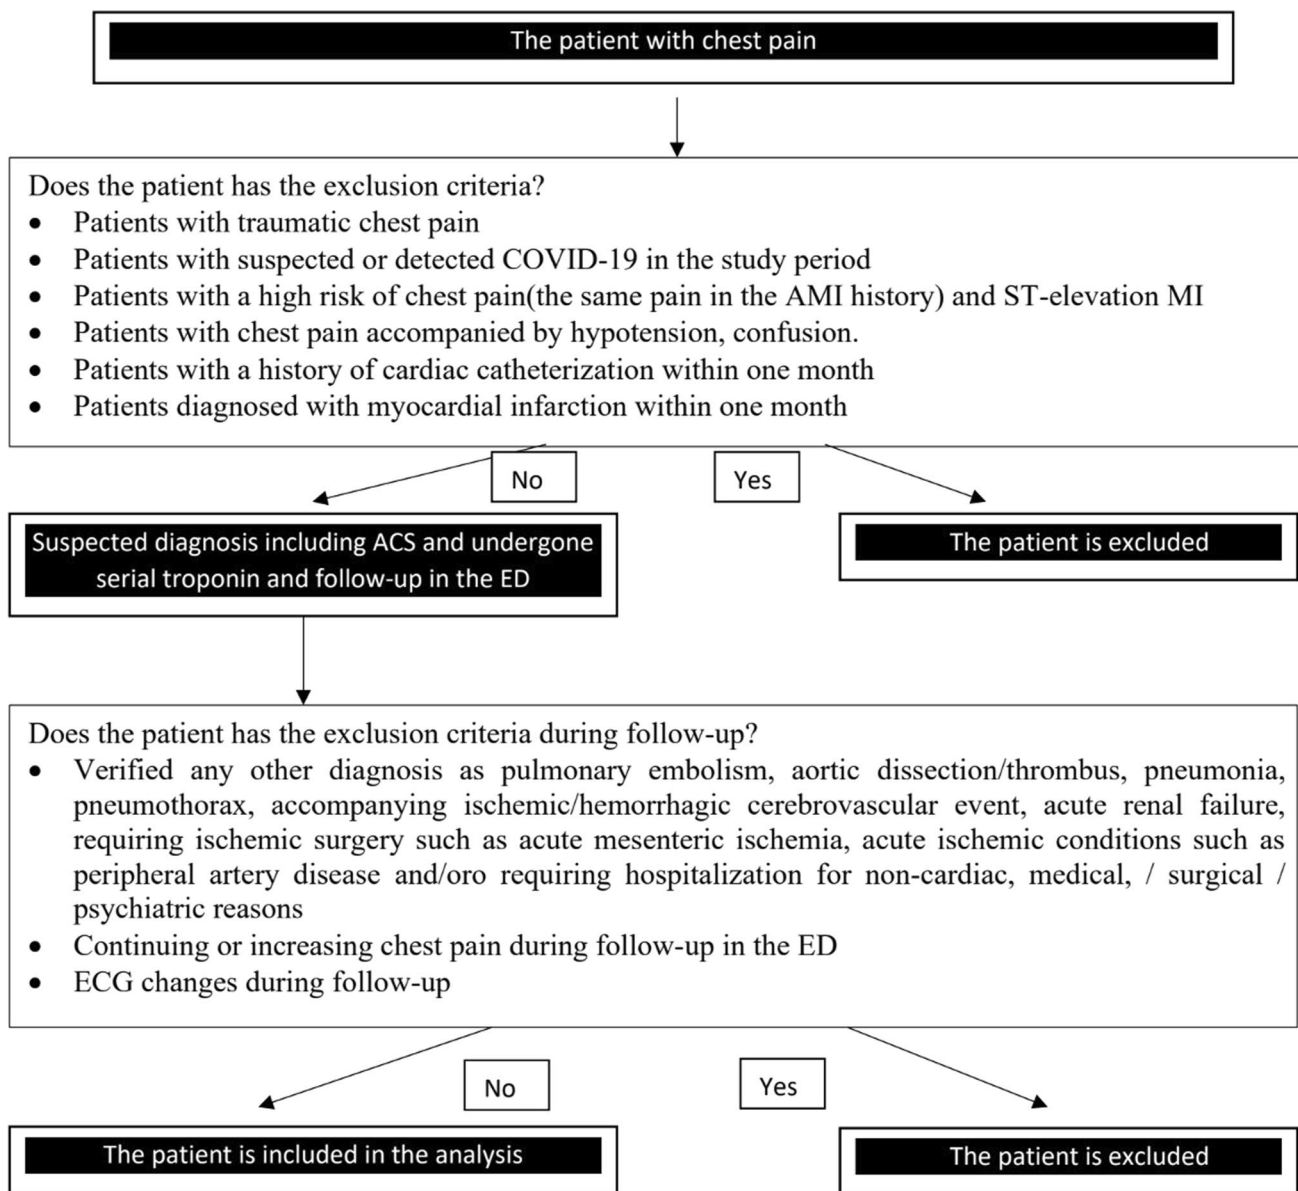 The patient with chest pain
Does the patient has the exclusion criteria?
• Patients with traumatic chest pain
• Patients with suspected or detected COVID-19 in the study period
• Patients with a high risk of chest pain(the same pain in the AMI history) and ST-elevation MI
• Patients with chest pain accompanied by hypotension, confusion.
• Patients with a history of cardiac catheterization within one month
• Patients diagnosed with myocardial infarction within one month
No
Yes
Suspected diagnosis including ACS and undergone
serial troponin and follow-up in the ED
The patient is excluded
Does the patient has the exclusion criteria during follow-up?
• Verified any other diagnosis as pulmonary embolism, aortic dissection/thrombus, pneumonia,
pneumothorax, accompanying ischemic/hemorrhagic cerebrovascular event, acute renal failure,
requiring ischemic surgery such as acute mesenteric ischemia, acute ischemic conditions such as
peripheral artery disease and/oro requiring hospitalization for non-cardiac, medical, / surgical /
psychiatric reasons
• Continuing or increasing chest pain during follow-up in the ED
• ECG changes during follow-up
No
Yes
The patient is included in the analysis
The patient is excluded